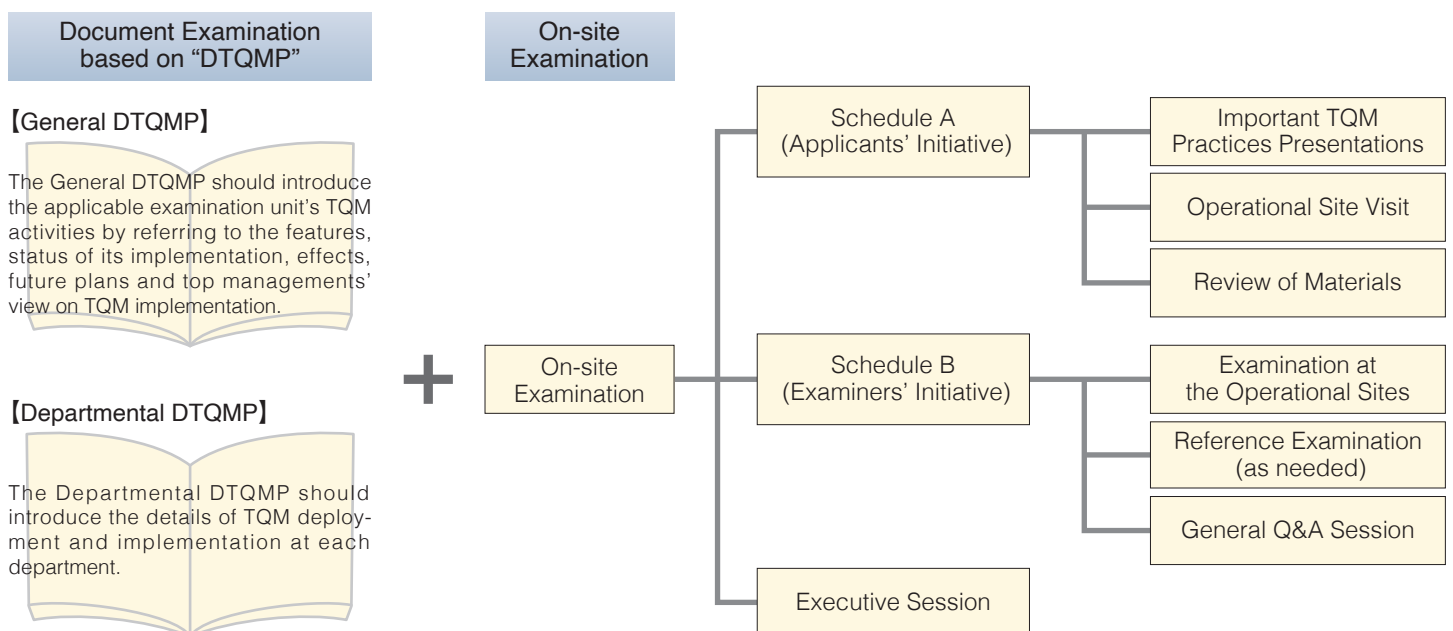 Document Examination
based on “DTQMP”
【General DTQMP】
The General DTQMP should introduce
the applicable examination unit’s TQM
activities by referring to the features,
status of its implementation, effects,
future plans and top managements’
view on TQM implementation.
【Departmental DTQMP】
The Departmental DTQMP should
introduce the details of TQM deploy-
ment and implementation at each
department.
+
On-site
Examination
On-site
Examination
Schedule A
(Applicants’ Initiative)
Important TQM
Practices Presentations
Operational Site Visit
Review of Materials
Schedule B
(Examiners’ Initiative)
Examination at
the Operational Sites
Reference Examination
(as needed)
General Q&A Session
Executive Session